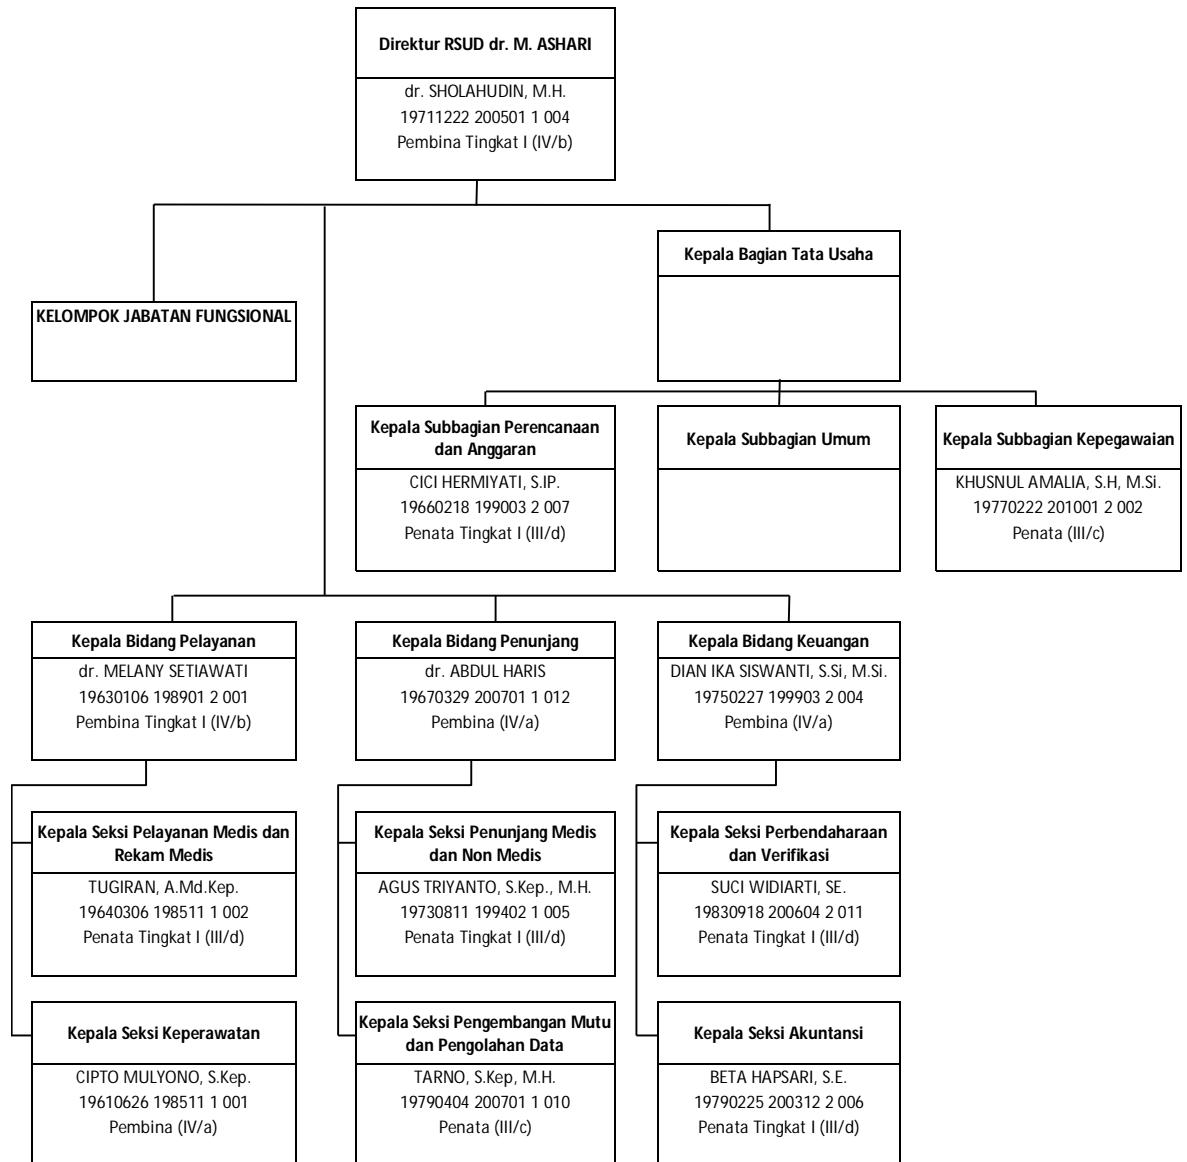 Direktur RSUD dr. M. ASHARI
dr. SHOLAHUDIN, M.H.
19711222 200501 1 004
Pembina Tingkat I (IV/b)
Kepala Bagian Tata Usaha
KELOMPOK JABATAN FUNGSIONAL
Kepala Subbagian Perencanaan
dan Anggaran
CICI HERMIYATI, S.IP.
19660218 199003 2 007
Penata Tingkat I (III/d)
Kepala Subbagian Umum
Kepala Subbagian Kepegawaian
KHUSNUL AMALIA, S.H, M.Si.
19770222 201001 2 002
Penata (III/c)
Kepala Bidang Pelayanan
dr. MELANY SETIAWATI
19630106 198901 2 001
Pembina Tingkat I (IV/b)
Kepala Bidang Penunjang
dr. ABDUL HARIS
19670329 200701 1 012
Pembina (IV/a)
Kepala Bidang Keuangan
DIAN IKA SISWANTI, S.Si, M.Si.
19750227 199903 2 004
Pembina (IV/a)
Kepala Seksi Pelayanan Medis dan
Rekam Medis
TUGIRAN, A.Md.Kep.
19640306 198511 1 002
Penata Tingkat I (III/d)
Kepala Seksi Penunjang Medis
dan Non Medis
AGUS TRIYANTO, S.Kep., M.H.
19730811 199402 1 005
Penata Tingkat I (III/d)
Kepala Seksi Perbendaharaan
dan Verifikasi
SUCI WIDIARTI, SE.
19830918 200604 2 011
Penata Tingkat I (III/d)
Kepala Seksi Keperawatan
CIPTO MULYONO, S.Kep.
19610626 198511 1 001
Pembina (IV/a)
Kepala Seksi Pengembangan Mutu
dan Pengolahan Data
TARNO, S.Kep, M.H.
19790404 200701 1 010
Penata (III/c)
Kepala Seksi Akuntansi
BETA HAPSARI, S.E.
19790225 200312 2 006
Penata Tingkat I (III/d)